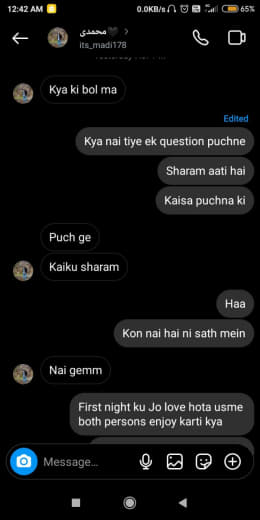 12:42 AM
0.0KB/s
65%
محمدی🖤
its_madi178
Kya ki bol ma
Edited
Kya nai tiye ek question puchne
Sharam aati hai
Kaisa puchna ki
Puch ge
Kaiku sharam
Haa
Kon nai hai ni sath mein
Nai gemm
First night ku Jo love hota usme
both persons enjoy karti kya
Message...